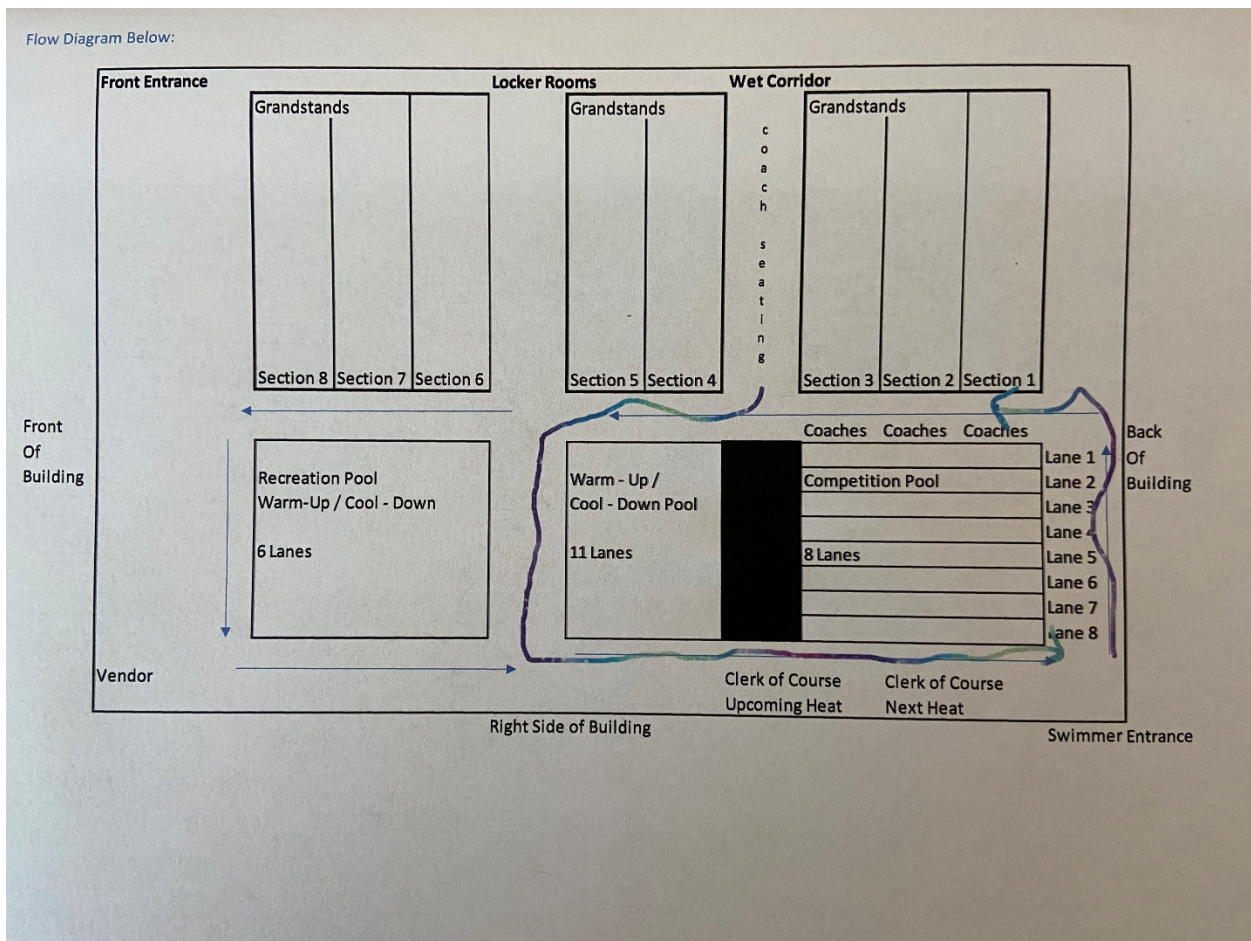 Flow Diagram Below:
Front Entrance Locker Rooms Wet Corridor
Grandstands Grandstands Grandstands
coach seating
Section 8 Section 7 Section 6 Section 5 Section 4 Section 3 Section 2 Section 1
Front
Of
Building
Coaches Coaches Coaches
Back
Of
Building
Recreation Pool
Warm-Up / Cool - Down
6 Lanes
Warm - Up /
Cool - Down Pool
11 Lanes
Competition Pool
8 Lanes
Lane 1
Lane 2
Lane 3
Lane 4
Lane 5
Lane 6
Lane 7
Lane 8
Vendor
Clerk of Course
Upcoming Heat
Clerk of Course
Next Heat
Right Side of Building
Swimmer Entrance